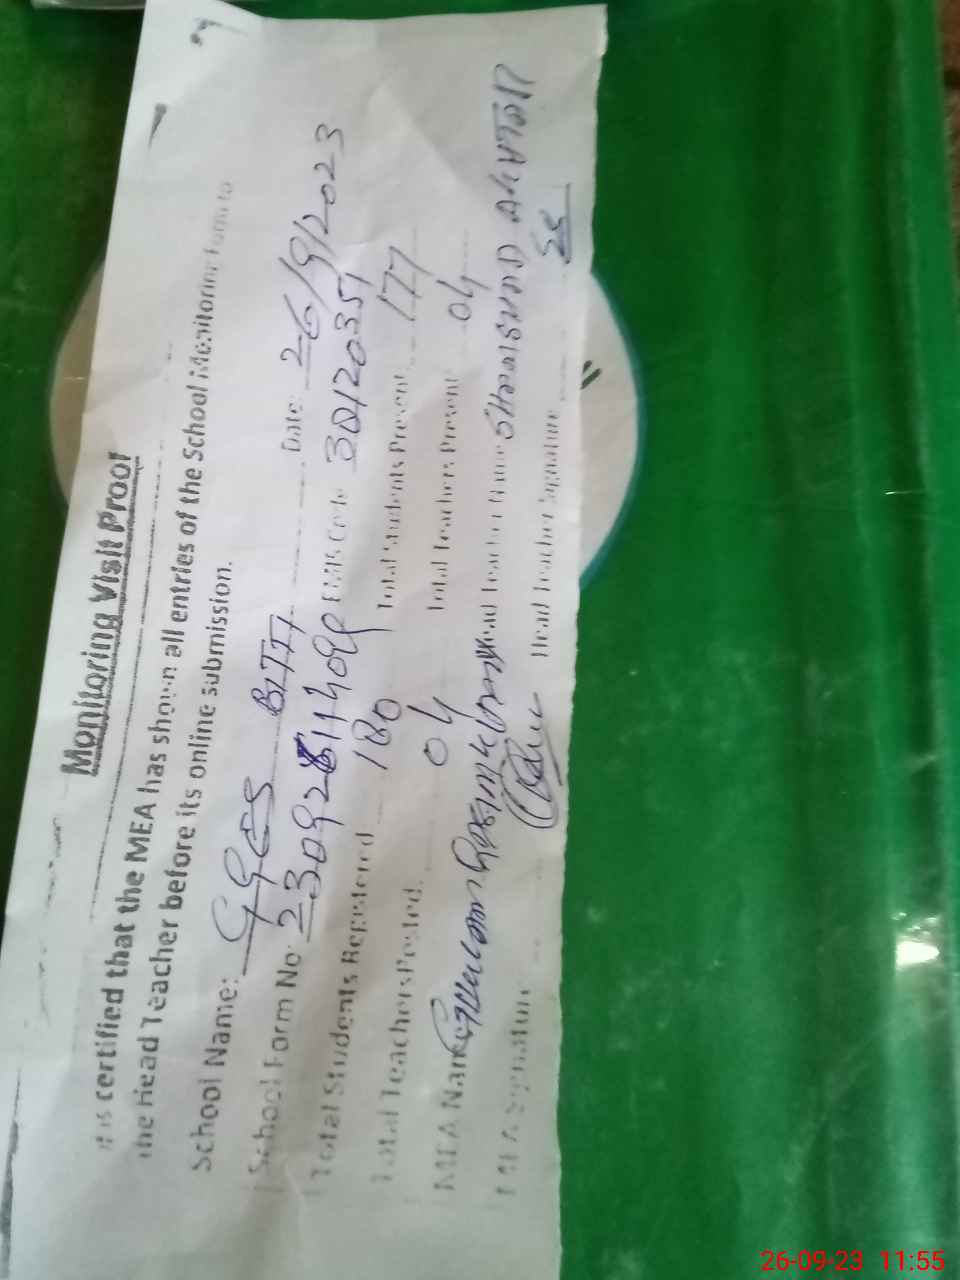 Monitoring Visit Proof
It is certified that the MEA has shown all entries of the School Monitoring Form to
the Head Teacher before its online submission.
School Name: GGES BITTI Date: 26/9/2023
School Form No: EMIS Code 30120351
Total Students Registered 180 Total Students Present 177
Total Teachers Posted. 04 Total Teachers Present 04
MEA Name Head Teacher Name
MEA Signature Head Teacher Signature
26-09-23 11:55